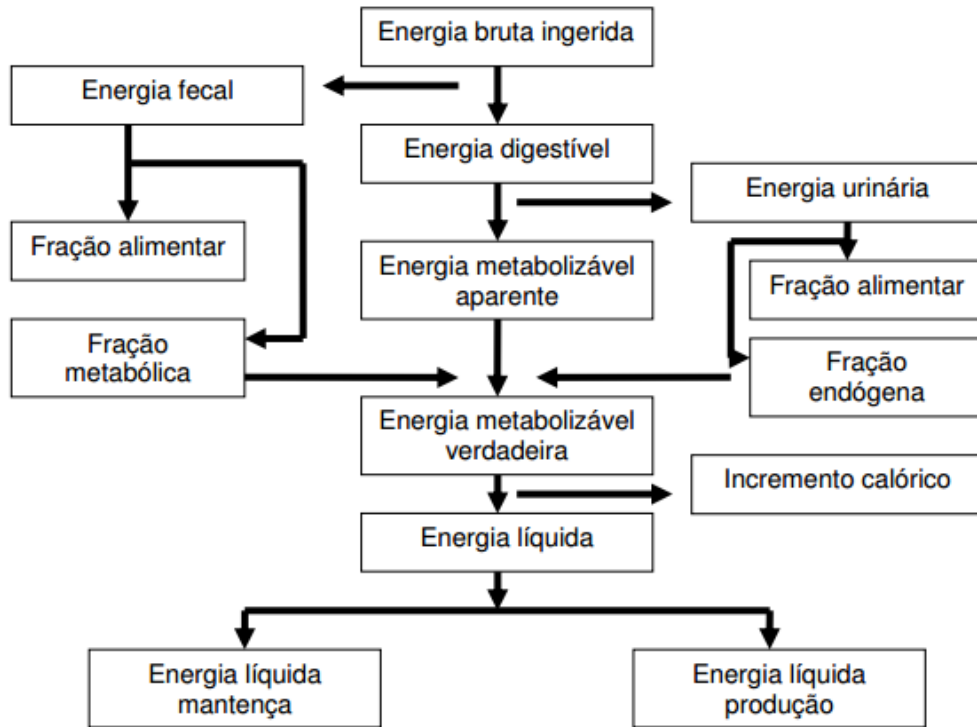 Energia bruta ingerida
Energia fecal
Energia digestível
Energia urinária
Fração alimentar
Energia metabolizável
aparente
Fração alimentar
Fração
metabólica
Fração
endógena
Energia metabolizável
verdadeira
Incremento calórico
Energia líquida
Energia líquida
mantença
Energia líquida
produção